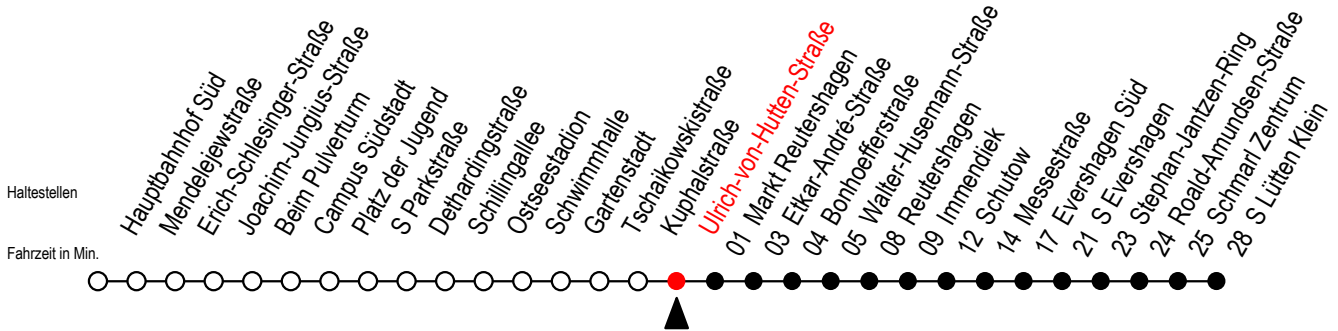 Haltestellen
Fahrzeit in Min.
Hauptbahnhof Süd
Mendelejewstraße
Erich-Schlesinger-Straße
Joachim-Jungius-Straße
Beim Pulverturm
Campus Südstadt
Platz der Jugend
S Parkstraße
Dethardingstraße
Schillingallee
Ostseestadion
Schwimmhalle
Gartenstadt
Tschaikowskistraße
Kuphalstraße
Ulrich-von-Hutten-Straße
01 Markt Reutershagen
03 Etkar-André-Straße
04 Bonhoefferstraße
05 Walter-Husemann-Straße
08 Reutershagen
09 Immendiek
12 Schutow
14 Messestraße
17 Evershagen Süd
21 S Evershagen
23 Stephan-Jantzen-Ring
24 Roald-Amundsen-Straße
25 Schmarl Zentrum
28 S Lütten Klein